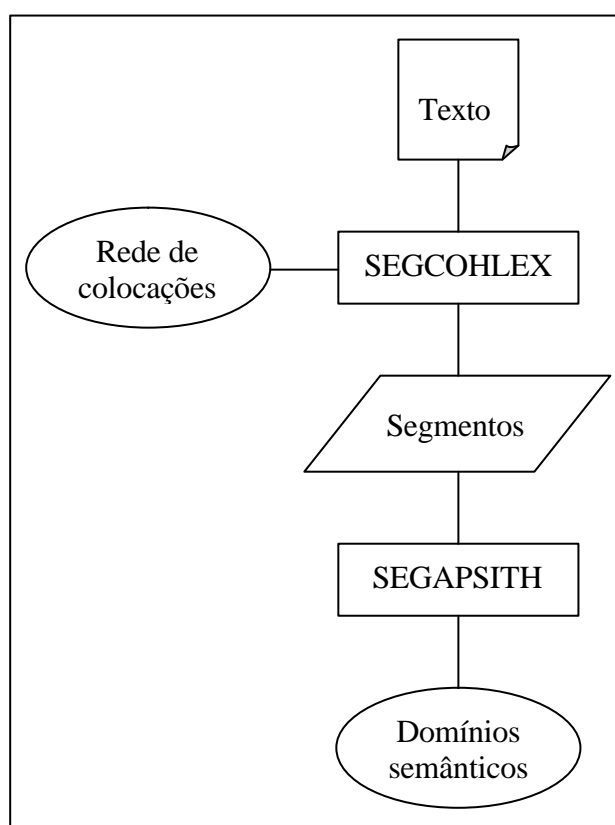 Texto
Rede de
colocações
SEGCOHLEX
Segmentos
SEGAPSITH
Domínios
semânticos